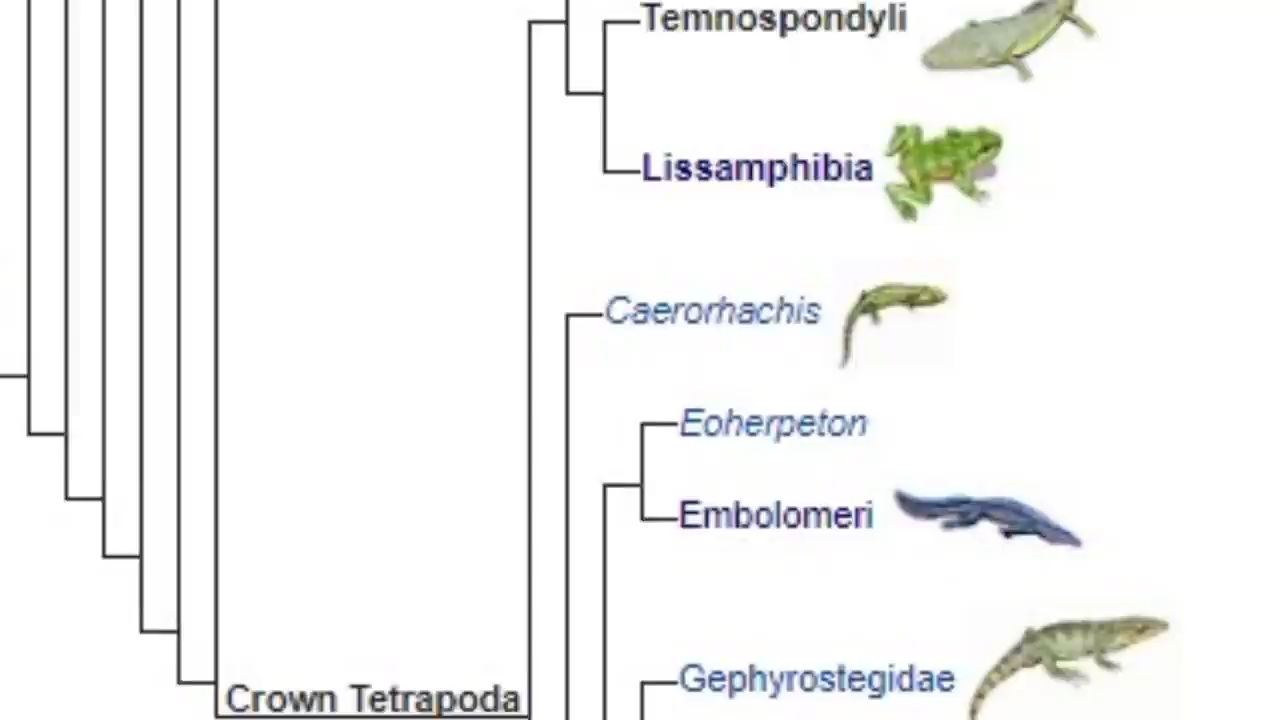 Temnospondyli
Lissamphibia
Caerorhachis
Eoherpeton
Embolomeri
Gephyrostegidae
Crown Tetrapoda